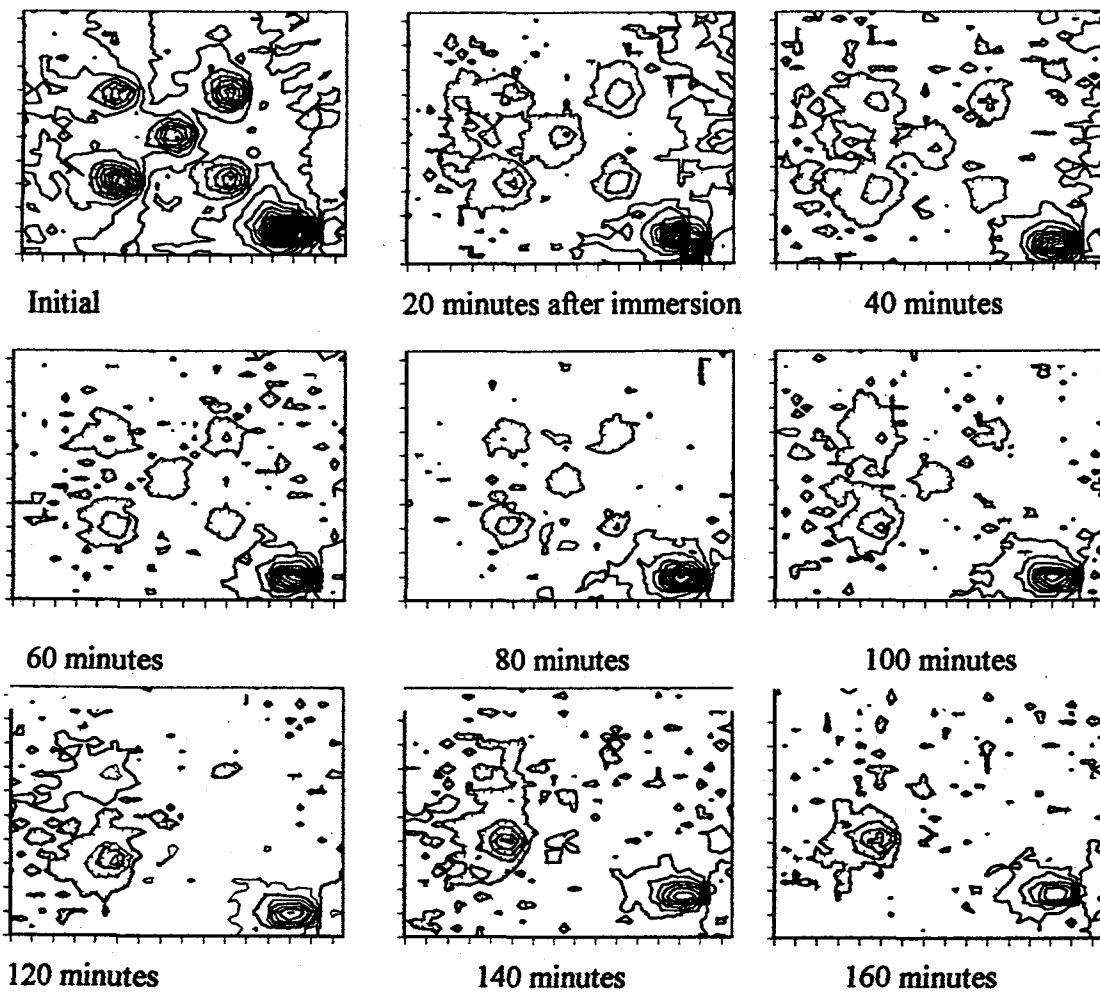 Initial
20 minutes after immersion
40 minutes
60 minutes
80 minutes
100 minutes
120 minutes
140 minutes
160 minutes